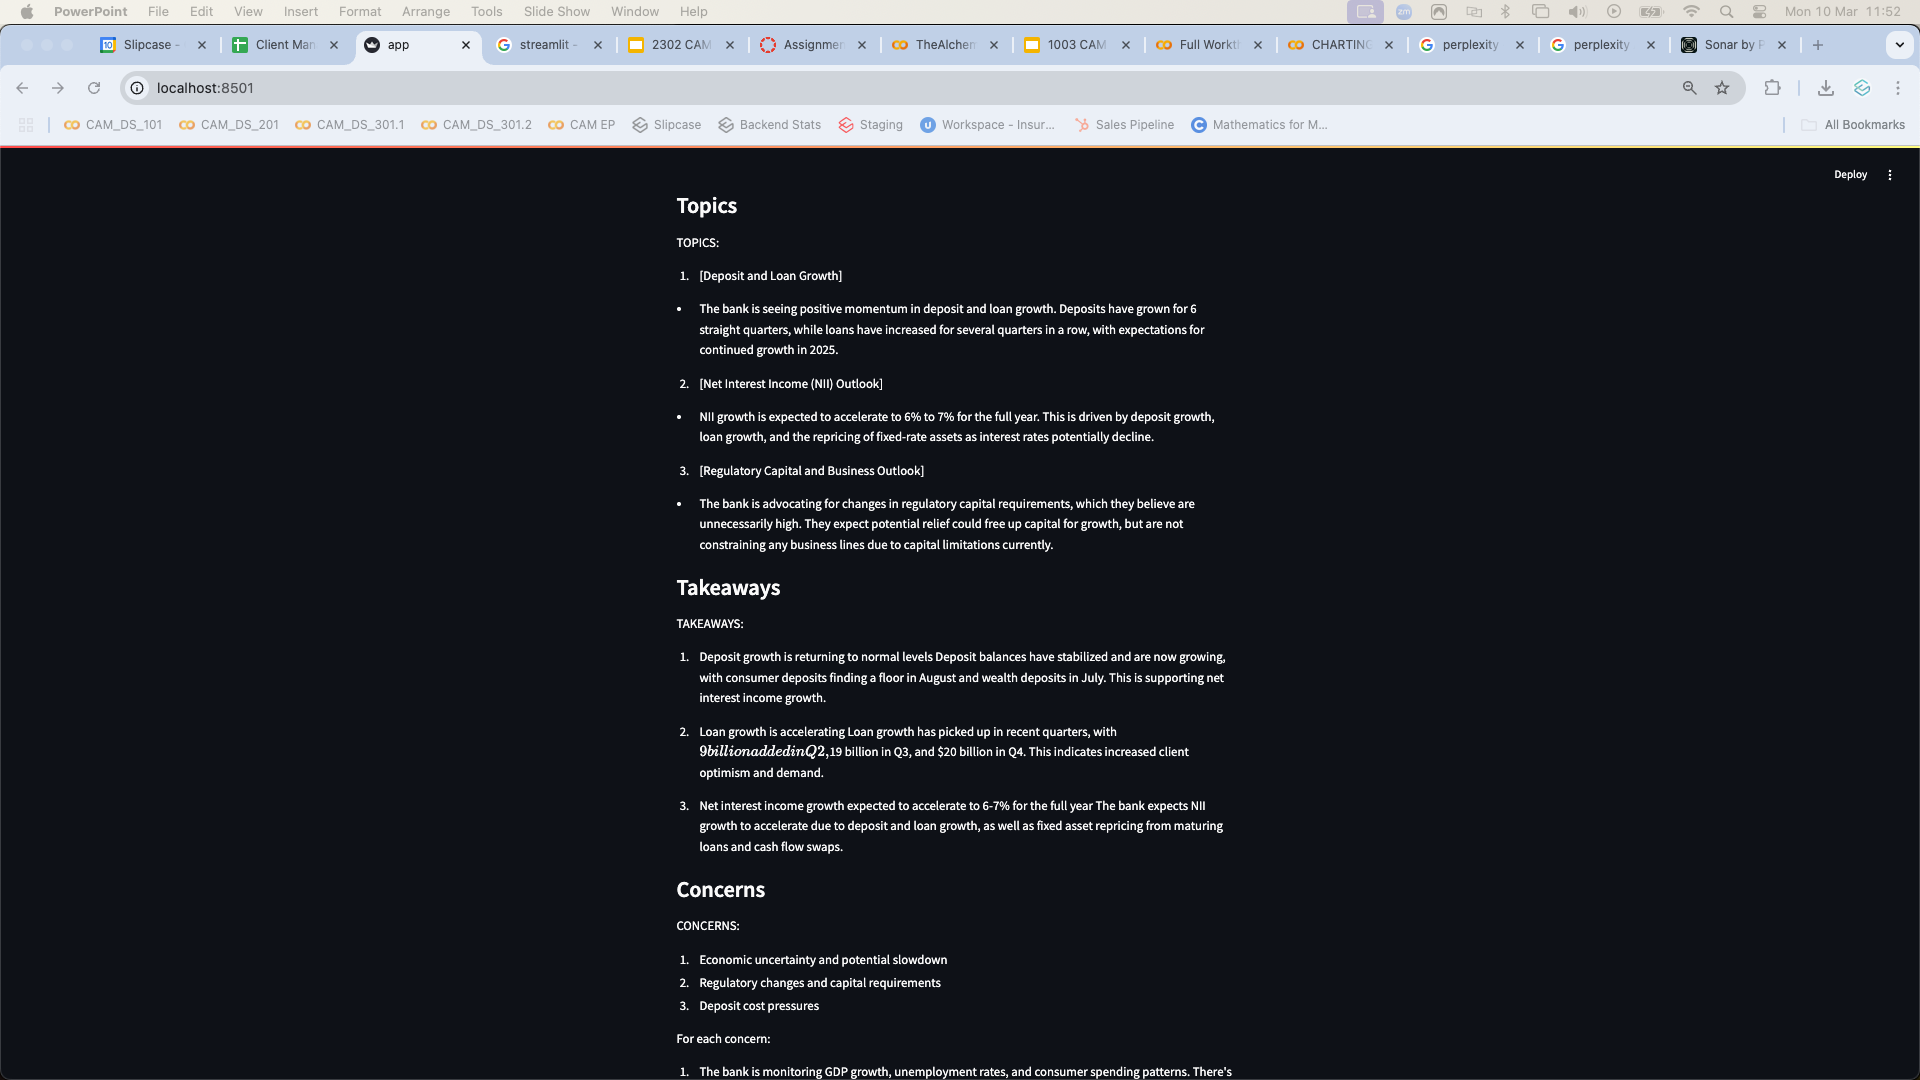 PowerPoint File Edit View Insert Format Arrange Tools Slide Show Window Help zm Mon 10 Mar 11:52
10 Slipcase - Client Man app streamlit - 2302 CAM Assignmen TheAlchem 1003 CAM Full Workt CHARTING perplexity perplexity Sonar by P
localhost:8501
CAM_DS_101 CAM_DS_201 CAM_DS_301.1 CAM_DS_301.2 CAM EP Slipcase Backend Stats Staging Workspace - Insur... Sales Pipeline Mathematics for M... All Bookmarks
Deploy
Topics
TOPICS:
1. [Deposit and Loan Growth]
• The bank is seeing positive momentum in deposit and loan growth. Deposits have grown for 6
straight quarters, while loans have increased for several quarters in a row, with expectations for
continued growth in 2025.
2. [Net Interest Income (NII) Outlook]
• NII growth is expected to accelerate to 6% to 7% for the full year. This is driven by deposit growth,
loan growth, and the repricing of fixed-rate assets as interest rates potentially decline.
3. [Regulatory Capital and Business Outlook]
• The bank is advocating for changes in regulatory capital requirements, which they believe are
unnecessarily high. They expect potential relief could free up capital for growth, but are not
constraining any business lines due to capital limitations currently.
Takeaways
TAKEAWAYS:
1. Deposit growth is returning to normal levels Deposit balances have stabilized and are now growing,
with consumer deposits finding a floor in August and wealth deposits in July. This is supporting net
interest income growth.
2. Loan growth is accelerating Loan growth has picked up in recent quarters, with
9billionaddedinQ2,19 billion in Q3, and $20 billion in Q4. This indicates increased client
optimism and demand.
3. Net interest income growth expected to accelerate to 6-7% for the full year The bank expects NII
growth to accelerate due to deposit and loan growth, as well as fixed asset repricing from maturing
loans and cash flow swaps.
Concerns
CONCERNS:
1. Economic uncertainty and potential slowdown
2. Regulatory changes and capital requirements
3. Deposit cost pressures
For each concern:
1. The bank is monitoring GDP growth, unemployment rates, and consumer spending patterns. There's